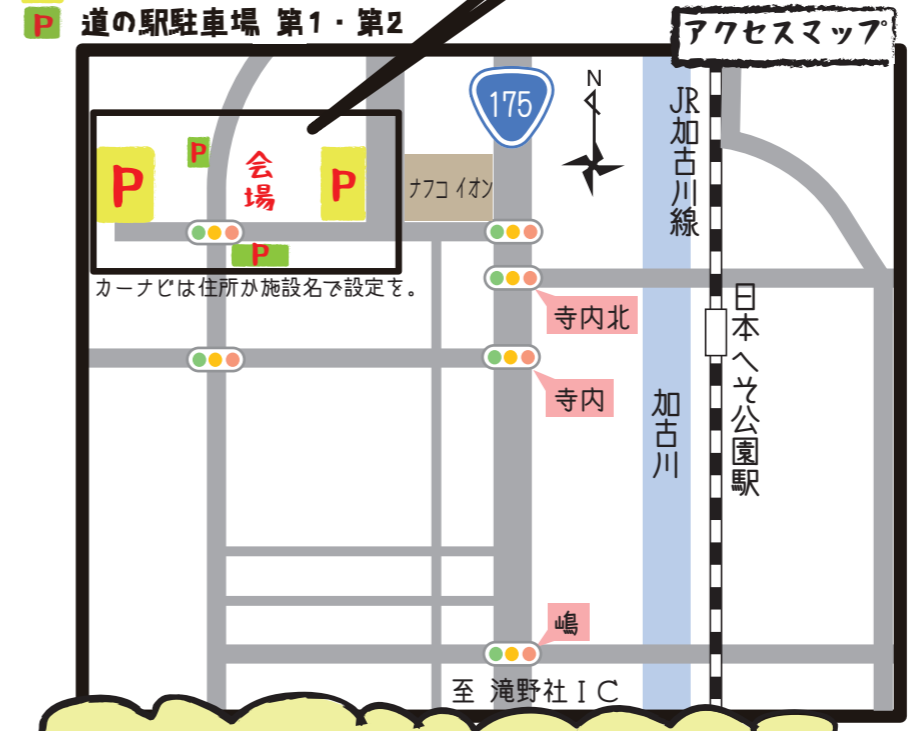 P 道の駅駐車場 第1・第2
アクセスマップ
175
N
JR加古川線
P
P
会場
P
ナフコ イオン
P
カーナビは住所か施設名で設定を。
寺内北
日本へそ公園駅
寺内
加古川
嶋
至 滝野社IC